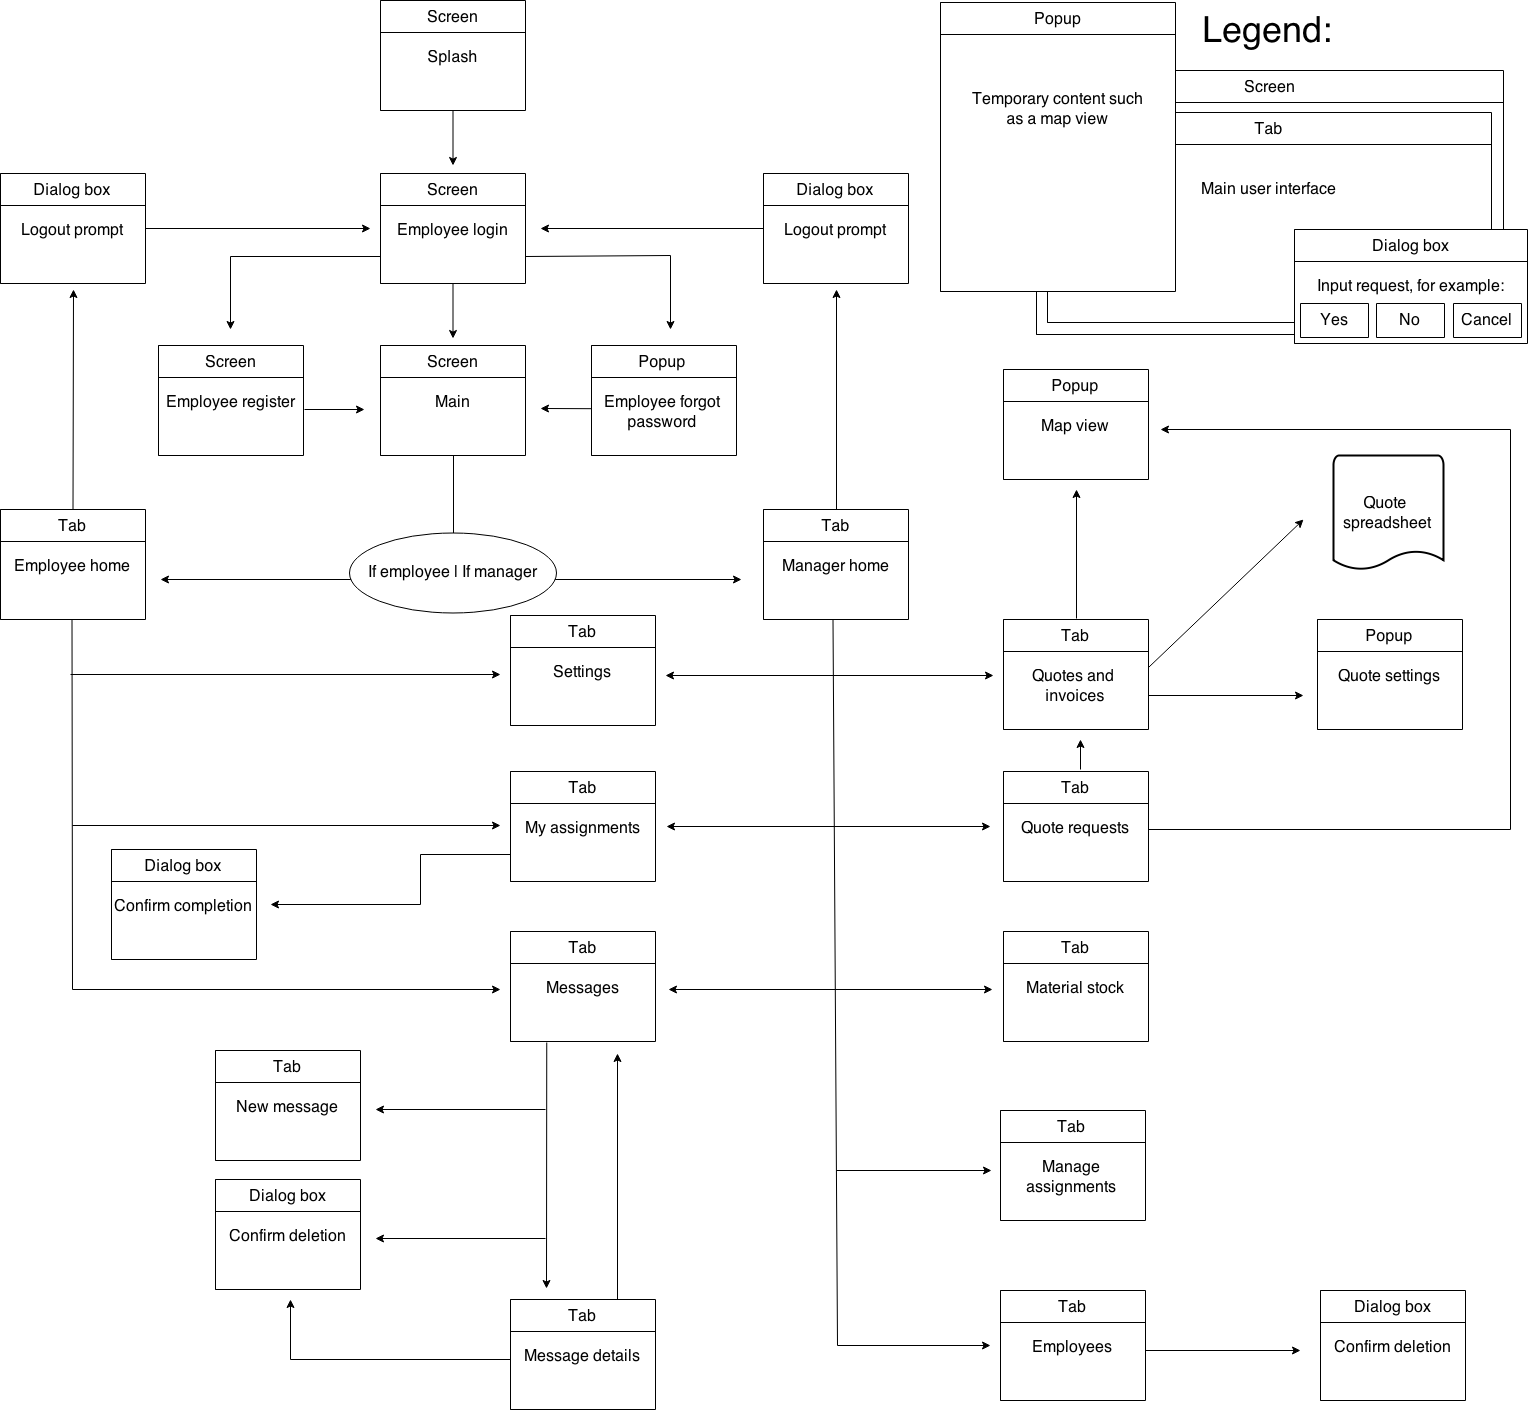 Screen
Splash
Popup
Temporary content such
as a map view
Legend:
Screen
Tab
Main user interface
Dialog box
Input request, for example:
Yes
No
Cancel
Dialog box
Logout prompt
Screen
Employee login
Dialog box
Logout prompt
Screen
Employee register
Screen
Main
Popup
Employee forgot
password
Popup
Map view
Quote
spreadsheet
Tab
Employee home
If employee | If manager
Tab
Manager home
Tab
Settings
Tab
Quotes and
invoices
Popup
Quote settings
Tab
My assignments
Tab
Quote requests
Dialog box
Confirm completion
Tab
Messages
Tab
Material stock
Tab
New message
Tab
Manage
assignments
Dialog box
Confirm deletion
Tab
Message details
Tab
Employees
Dialog box
Confirm deletion